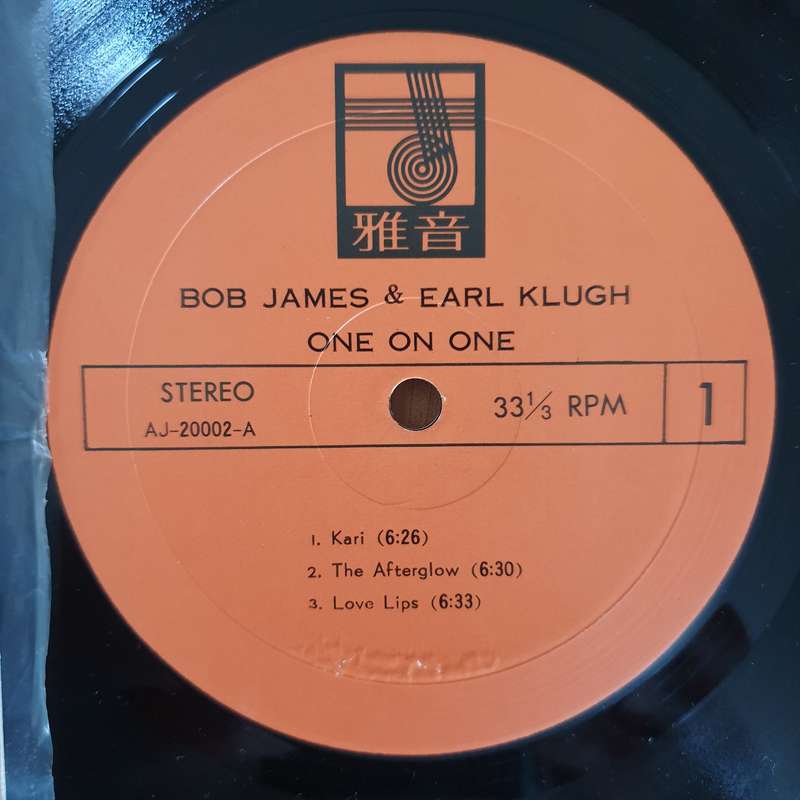 雅音
BOB JAMES & EARL KLUGH
ONE ON ONE
STEREO
AJ-20002-A
33⅓ RPM
1
1. Kari (6:26)
2. The Afterglow (6:30)
3. Love Lips (6:33)